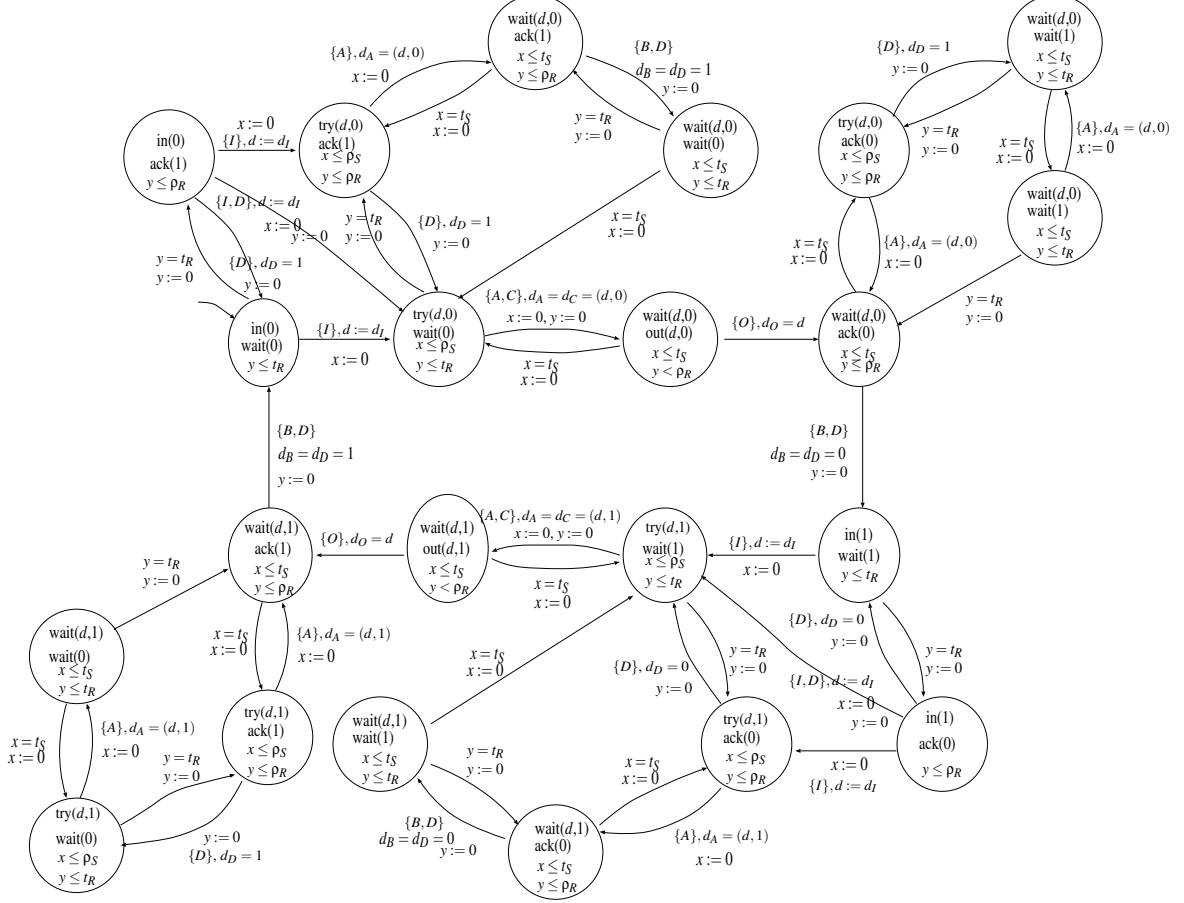 wait(d,0)
ack(1)
x ≤ t_S
y ≤ ρ_R
{A}, d_A = (d,0)
x := 0
{B,D}
d_B = d_D = 1
y := 0
x = t_S
x := 0
y = t_R
y := 0
wait(d,0)
wait(0)
x ≤ t_S
y ≤ t_R
try(d,0)
ack(1)
x ≤ ρ_S
y ≤ ρ_R
in(0)
ack(1)
y ≤ ρ_R
x := 0
{I}, d := d_I
{I,D}, d := d_I
x := 0
y := 0
y = t_R
y := 0
{D}, d_D = 1
y := 0
y = t_R
y := 0
{D}, d_D = 1
y := 0
x = t_S
x := 0
{D}, d_D = 1
y := 0
wait(d,0)
wait(1)
x ≤ t_S
y ≤ t_R
y = t_R
y := 0
try(d,0)
ack(0)
x ≤ ρ_S
y ≤ ρ_R
x = t_S
x := 0
{A}, d_A = (d,0)
x := 0
wait(d,0)
wait(1)
x ≤ t_S
y ≤ t_R
x = t_S
x := 0
{A}, d_A = (d,0)
x := 0
y = t_R
y := 0
in(0)
wait(0)
y ≤ t_R
{I}, d := d_I
x := 0
try(d,0)
wait(0)
x ≤ ρ_S
y ≤ t_R
{A,C}, d_A = d_C = (d,0)
x := 0, y := 0
x = t_S
x := 0
wait(d,0)
out(d,0)
x ≤ t_S
y < ρ_R
{O}, d_O = d
wait(d,0)
ack(0)
x ≤ t_S
y ≤ ρ_R
{B,D}
d_B = d_D = 1
y := 0
{B,D}
d_B = d_D = 0
y := 0
wait(d,1)
ack(1)
x ≤ t_S
y ≤ ρ_R
{O}, d_O = d
wait(d,1)
out(d,1)
x ≤ t_S
y < ρ_R
{A,C}, d_A = d_C = (d,1)
x := 0, y := 0
x = t_S
x := 0
try(d,1)
wait(1)
x ≤ ρ_S
y ≤ t_R
{I}, d := d_I
x := 0
in(1)
wait(1)
y ≤ t_R
y = t_R
y := 0
wait(d,1)
wait(0)
x ≤ t_S
y ≤ t_R
x = t_S
x := 0
{A}, d_A = (d,1)
x := 0
x = t_S
x := 0
{A}, d_A = (d,1)
x := 0
try(d,1)
ack(1)
x ≤ ρ_S
y ≤ ρ_R
y = t_R
y := 0
try(d,1)
wait(0)
x ≤ ρ_S
y ≤ t_R
y := 0
{D}, d_D = 1
x = t_S
x := 0
wait(d,1)
wait(1)
x ≤ t_S
y ≤ t_R
y = t_R
y := 0
{B,D}
d_B = d_D = 0
y := 0
wait(d,1)
ack(0)
x ≤ t_S
y ≤ ρ_R
x = t_S
x := 0
{A}, d_A = (d,1)
x := 0
{D}, d_D = 0
y := 0
y = t_R
y := 0
try(d,1)
ack(0)
x ≤ ρ_S
y ≤ ρ_R
{D}, d_D = 0
y := 0
y = t_R
y := 0
{I,D}, d := d_I
x := 0
y := 0
in(1)
ack(0)
y ≤ ρ_R
x := 0
{I}, d := d_I